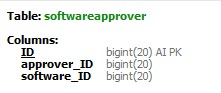 Table: softwareapprover
Columns:
ID bigint(20) AI PK
approver_ID bigint(20)
software_ID bigint(20)